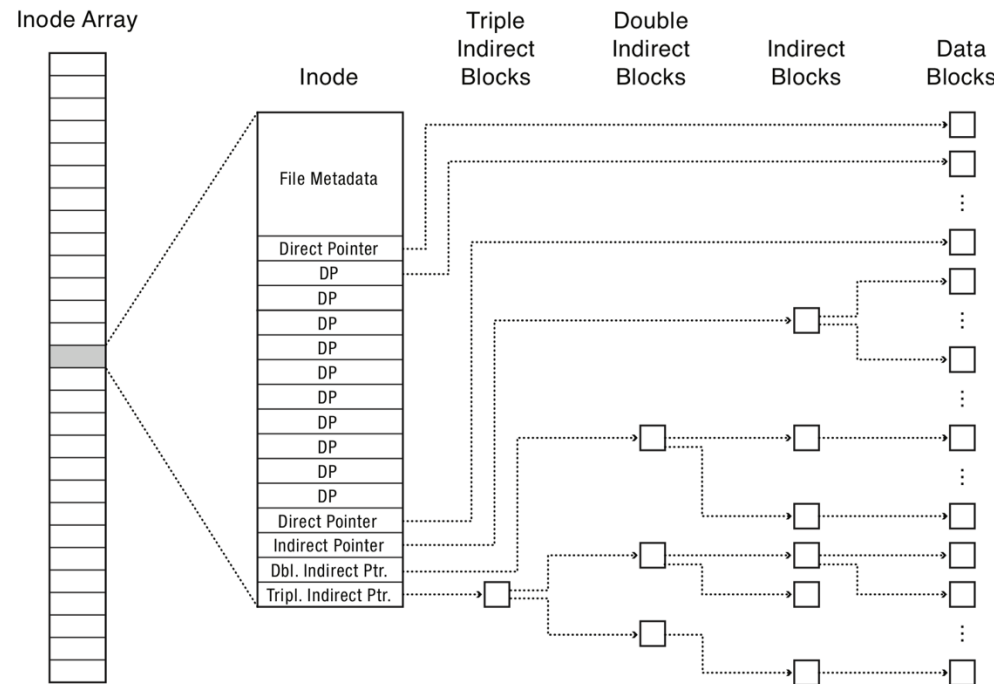 Inode Array
Triple
Indirect
Blocks
Double
Indirect
Blocks
Indirect
Blocks
Data
Blocks
Inode
File Metadata
Direct Pointer
DP
DP
DP
DP
DP
DP
DP
DP
DP
DP
Direct Pointer
Indirect Pointer
Dbl. Indirect Ptr.
Tripl. Indirect Ptr.